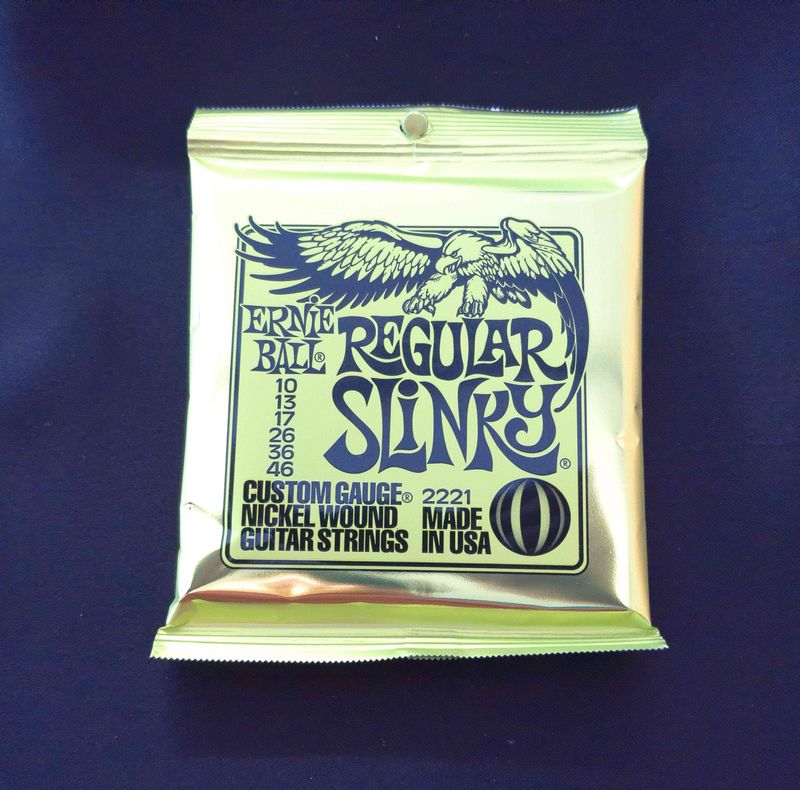 ERNiE
BALL®
REGULAR
SLiNKY®
10
13
17
26
36
46
CUSTOM GAUGE®
NICKEL WOUND
GUITAR STRINGS
2221
MADE
IN USA